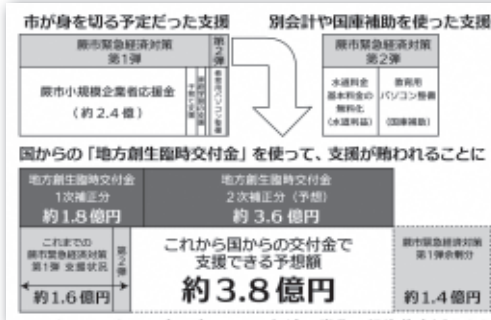 市が身を切る予定だった支援
別会計や国庫補助を使った支援
蕨市緊急経済対策
第1弾
第2弾
蕨市小規模企業者応援金
(約2.4億)
蕨市緊急経済対策
第2弾
水道料金
基本料金の
無料化
(水道利益)
教育用
パソコン整備
(国庫補助)
国からの「地方創生臨時交付金」を使って、支援が賄われることに
地方創生臨時交付金
1次補正分
約1.8億円
地方創生臨時交付金
2次補正分(予想)
約3.6億円
これまでの
蕨市緊急経済対策
第1弾 支援状況
約1.6億円
第2弾
これから国からの交付金で
支援できる予想額
約3.8億円
蕨市緊急経済対策
第1弾余剰分
約1.4億円